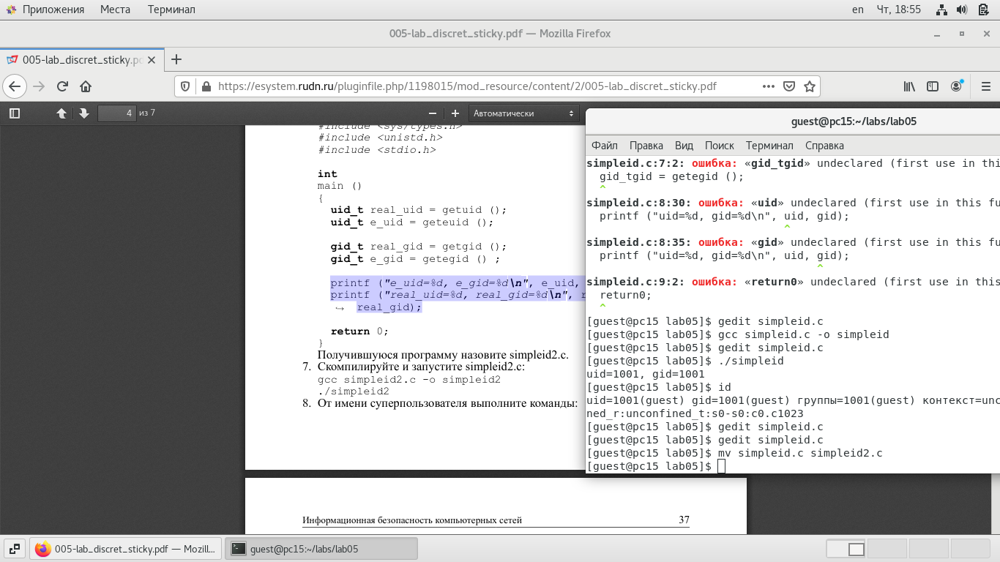 Приложения Места Терминал en Чт, 18:55
005-lab_discret_sticky.pdf — Mozilla Firefox
005-lab_discret_sticky.pd
https://esystem.rudn.ru/pluginfile.php/1198015/mod_resource/content/2/005-lab_discret_sticky.pdf
4 из 7 Автоматически
#include <sys/types.h>
#include <unistd.h>
#include <stdio.h>
int
main ()
{
uid_t real_uid = getuid ();
uid_t e_uid = geteuid ();
gid_t real_gid = getgid ();
gid_t e_gid = getegid () ;
printf ("e_uid=%d, e_gid=%d\n", e_uid,
printf ("real_uid=%d, real_gid=%d\n", r
↪ real_gid);
return 0;
}
Получившуюся программу назовите simpleid2.c.
7. Скомпилируйте и запустите simpleid2.c:
gcc simpleid2.c -o simpleid2
./simpleid2
8. От имени суперпользователя выполните команды:
Информационная безопасность компьютерных сетей 37
guest@pc15:~/labs/lab05
Файл Правка Вид Поиск Терминал Справка
simpleid.c:7:2: ошибка: «gid_tgid» undeclared (first use in thi
gid_tgid = getegid ();
^
simpleid.c:8:30: ошибка: «uid» undeclared (first use in this fu
printf ("uid=%d, gid=%d\n", uid, gid);
^
simpleid.c:8:35: ошибка: «gid» undeclared (first use in this fu
printf ("uid=%d, gid=%d\n", uid, gid);
^
simpleid.c:9:2: ошибка: «return0» undeclared (first use in this
return0;
^
[guest@pc15 lab05]$ gedit simpleid.c
[guest@pc15 lab05]$ gcc simpleid.c -o simpleid
[guest@pc15 lab05]$ gedit simpleid.c
[guest@pc15 lab05]$ ./simpleid
uid=1001, gid=1001
[guest@pc15 lab05]$ id
uid=1001(guest) gid=1001(guest) группы=1001(guest) контекст=unc
ned_r:unconfined_t:s0-s0:c0.c1023
[guest@pc15 lab05]$ gedit simpleid.c
[guest@pc15 lab05]$ gedit simpleid.c
[guest@pc15 lab05]$ mv simpleid.c simpleid2.c
[guest@pc15 lab05]$
005-lab_discret_sticky.pdf — Mozill... guest@pc15:~/labs/lab05